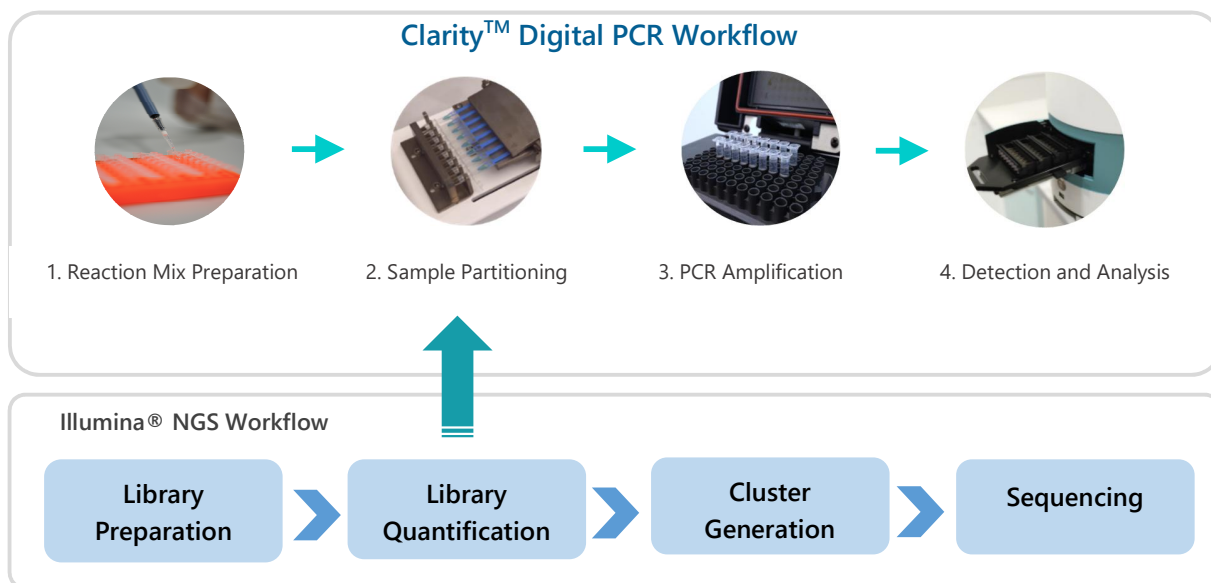 Clarity™ Digital PCR Workflow
1. Reaction Mix Preparation
2. Sample Partitioning
3. PCR Amplification
4. Detection and Analysis
Illumina® NGS Workflow
Library
Preparation
Library
Quantification
Cluster
Generation
Sequencing